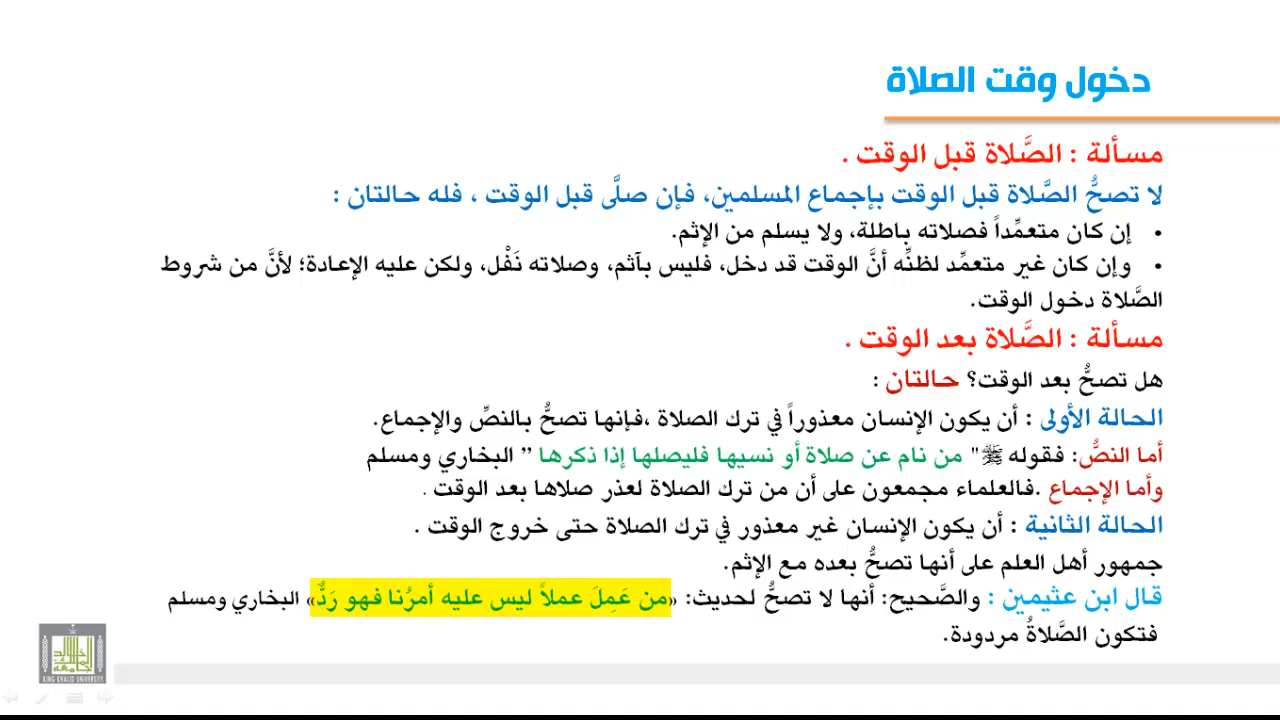 دخول وقت الصلاة
مسألة : الصَّلاة قبل الوقت .
لا تصحُّ الصَّلاة قبل الوقت بإجماع المسلمين، فإن صلَّى قبل الوقت ، فله حالتان :
• إن كان متعمِّداً فصلاته باطلة، ولا يسلم من الإثم.
• وإن كان غير متعمِّد لظنِّه أنَّ الوقت قد دخل، فليس بآثم، وصلاته نَفْل، ولكن عليه الإعادة؛ لأنَّ من شروط
الصَّلاة دخول الوقت.
مسألة : الصَّلاة بعد الوقت .
هل تصحُّ بعد الوقت؟ حالتان :
الحالة الأولى : أن يكون الإنسان معذوراً في ترك الصلاة ،فإنها تصحُّ بالنصِّ والإجماع.
أما النصُّ: فقوله ﷺ " من نام عن صلاة أو نسيها فليصلها إذا ذكرها ” البخاري ومسلم
وأما الإجماع .فالعلماء مجمعون على أن من ترك الصلاة لعذر صلاها بعد الوقت .
الحالة الثانية : أن يكون الإنسان غير معذور في ترك الصلاة حتى خروج الوقت .
جمهور أهل العلم على أنها تصحُّ بعده مع الإثم.
قال ابن عثيمين : والصَّحيح: أنها لا تصحُّ لحديث: «من عَمِلَ عملاً ليس عليه أمرُنا فهو رَدٌّ» البخاري ومسلم
فتكون الصَّلاةُ مردودة.
جامعة الملك خالد
KING KHALID UNIVERSITY